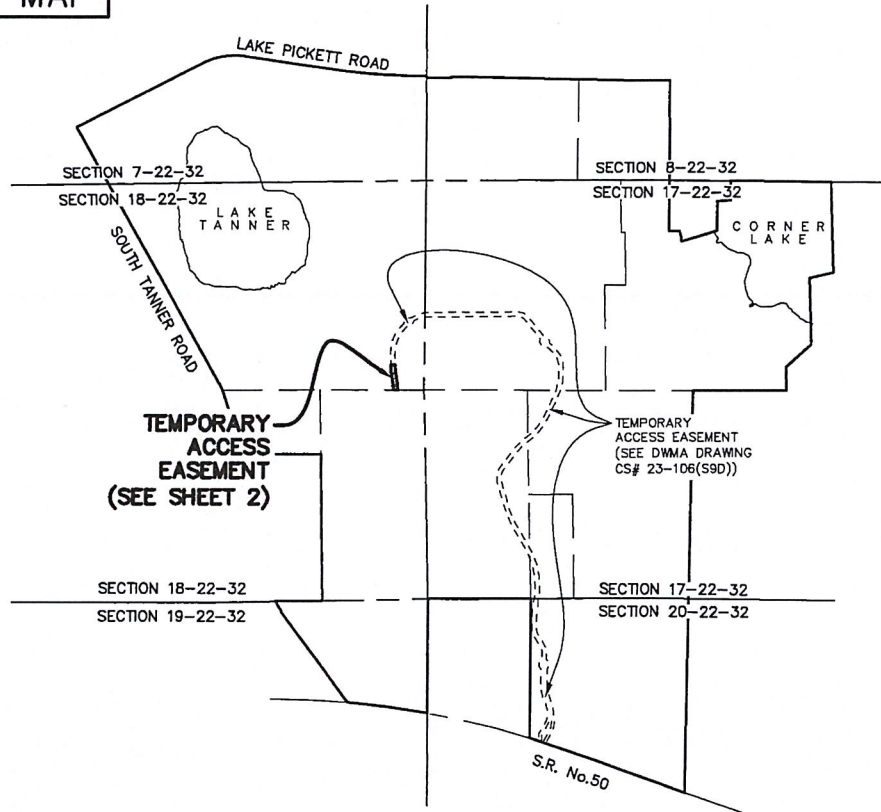 MAP
LAKE PICKETT ROAD
SECTION 7-22-32
SECTION 8-22-32
SECTION 18-22-32
SECTION 17-22-32
LAKE
TANNER
CORNER
LAKE
SOUTH TANNER ROAD
TEMPORARY
ACCESS
EASEMENT
(SEE SHEET 2)
TEMPORARY
ACCESS EASEMENT
(SEE DWMA DRAWING
CS# 23-106(S9D))
SECTION 18-22-32
SECTION 17-22-32
SECTION 19-22-32
SECTION 20-22-32
S.R. No.50